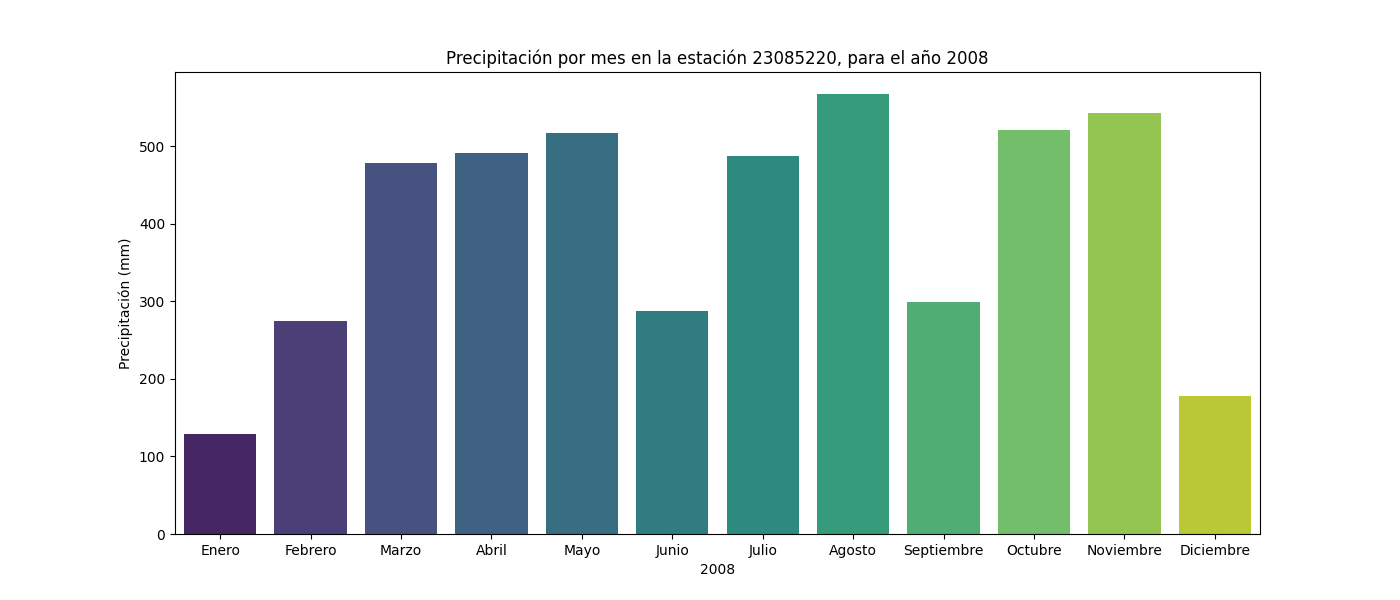 Precipitación por mes en la estación 23085220, para el año 2008
Precipitación (mm)
500
400
300
200
100
0
Enero Febrero Marzo Abril Mayo Junio Julio Agosto Septiembre Octubre Noviembre Diciembre
2008